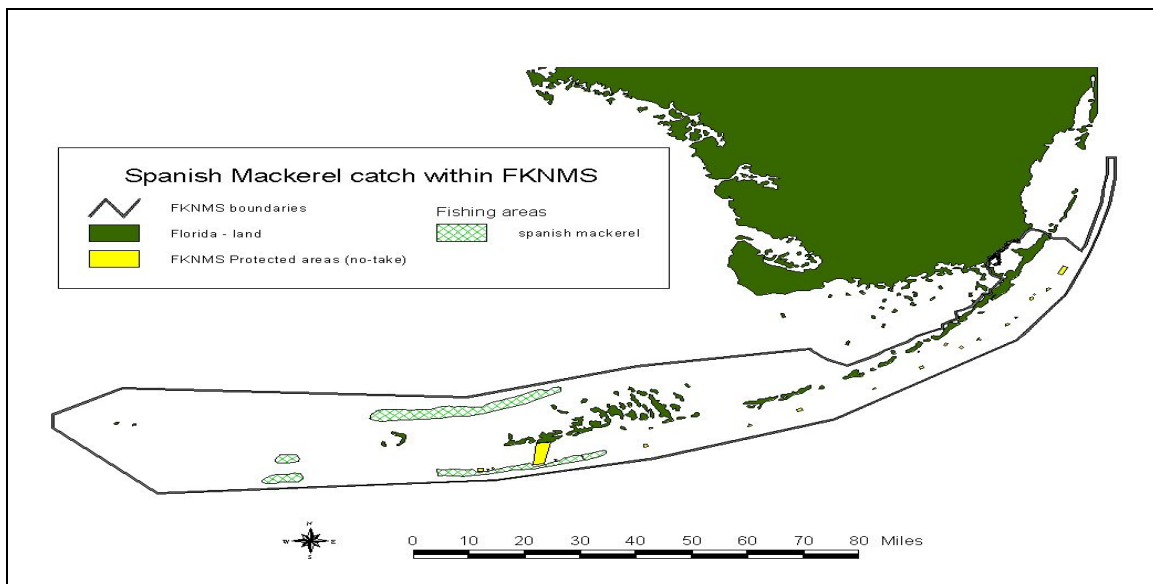 Spanish Mackerel catch within FKNMS
FKNMS boundaries
Florida - land
FKNMS Protected areas (no-take)
Fishing areas
spanish mackerel
N
W E
S
0 10 20 30 40 50 60 70 80 Miles